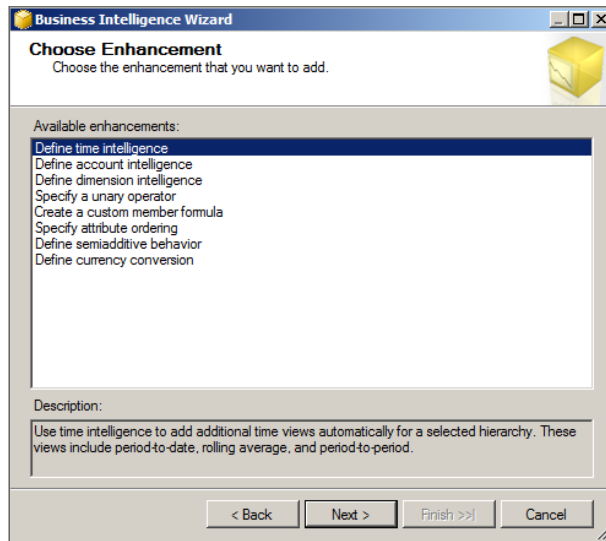 Business Intelligence Wizard
Choose Enhancement
Choose the enhancement that you want to add.
Available enhancements:
Define time intelligence
Define account intelligence
Define dimension intelligence
Specify a unary operator
Create a custom member formula
Specify attribute ordering
Define semiadditive behavior
Define currency conversion
Description:
Use time intelligence to add additional time views automatically for a selected hierarchy. These
views include period-to-date, rolling average, and period-to-period.
< Back Next > Finish >>| Cancel